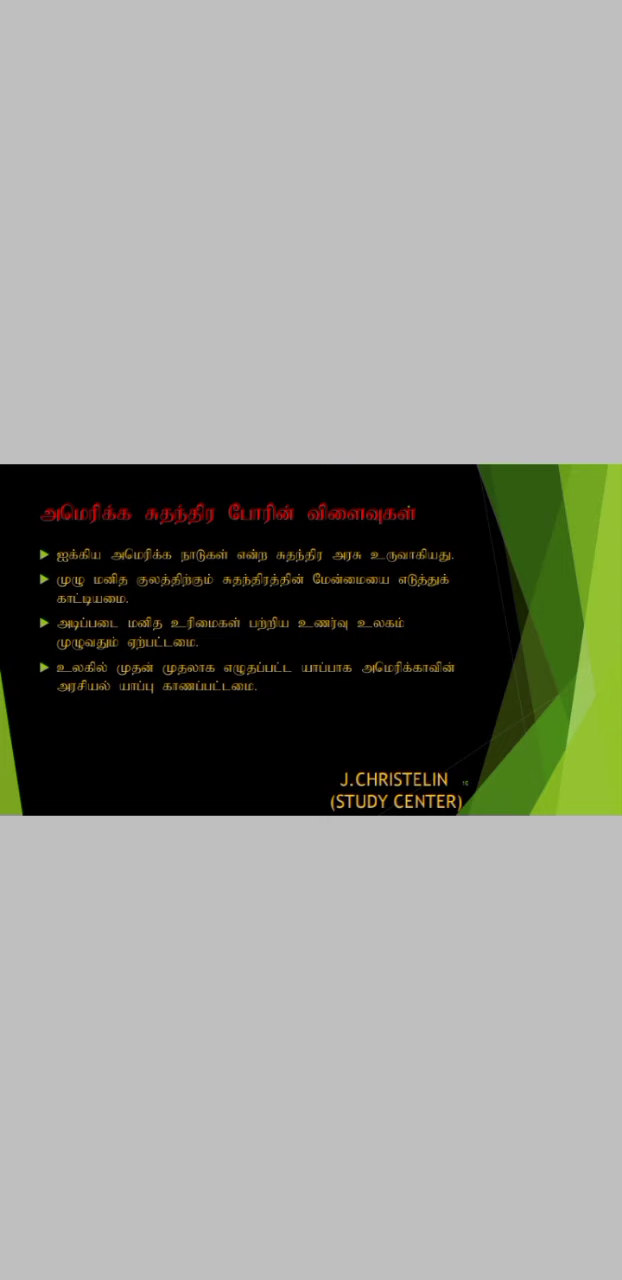 அமெரிக்க சுதந்திர போரின் விளைவுகள்
ஐக்கிய அமெரிக்க நாடுகள் என்ற சுதந்திர அரசு உருவாகியது.
முழு மனித குலத்திற்கும் சுதந்திரத்தின் மேன்மையை எடுத்துக்
காட்டியமை.
அடிப்படை மனித உரிமைகள் பற்றிய உணர்வு உலகம்
முழுவதும் ஏற்பட்டமை.
உலகில் முதன் முதலாக எழுதப்பட்ட யாப்பாக அமெரிக்காவின்
அரசியல் யாப்பு காணப்பட்டமை.
J.CHRISTELIN
(STUDY CENTER)